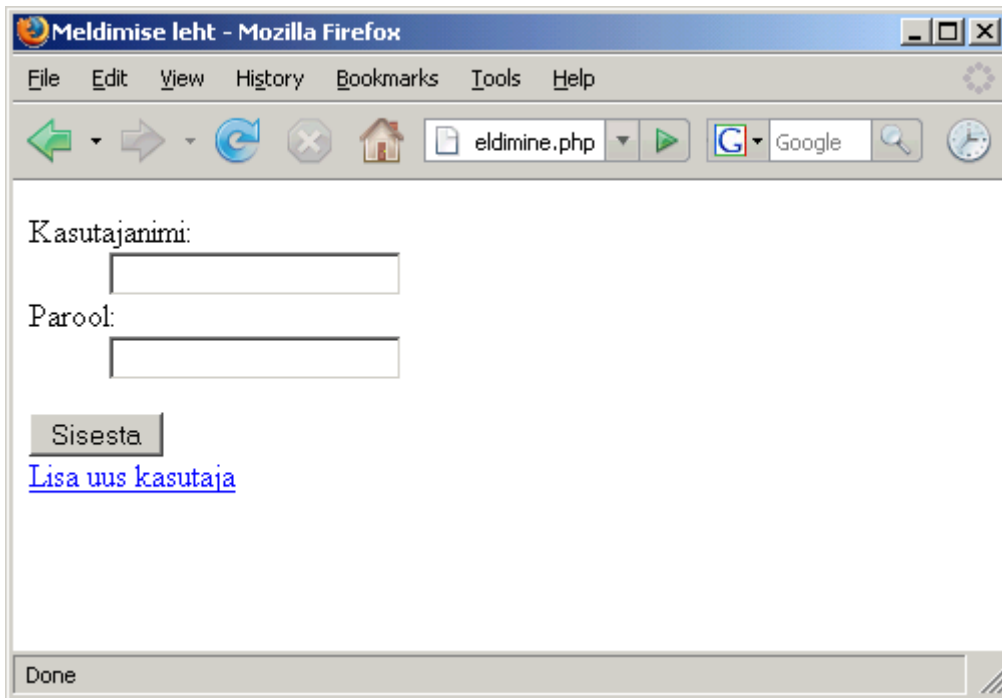 Meldimise leht - Mozilla Firefox
File Edit View History Bookmarks Tools Help
eldimine.php G Google
Kasutajanimi:
Parool:
Sisesta
Lisa uus kasutaja
Done